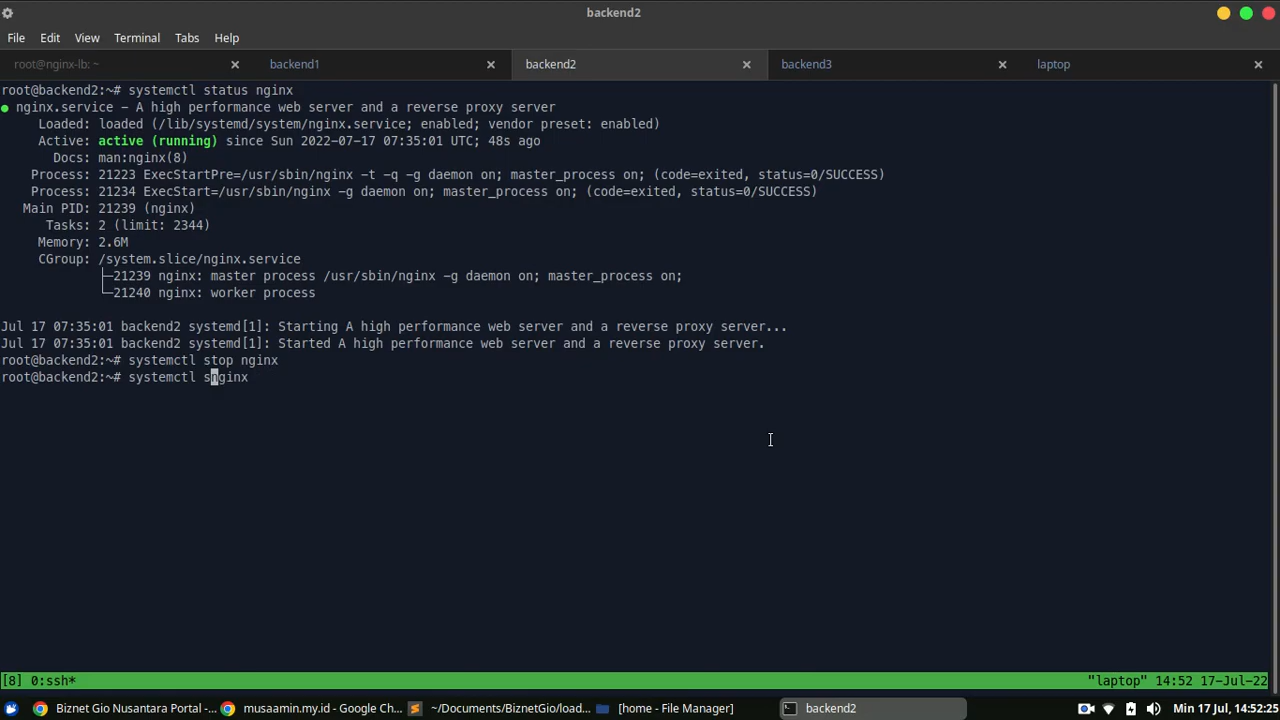 backend2
File Edit View Terminal Tabs Help
root@nginx-lb: ~ backend1 backend2 backend3 laptop
root@backend2:~# systemctl status nginx
● nginx.service - A high performance web server and a reverse proxy server
Loaded: loaded (/lib/systemd/system/nginx.service; enabled; vendor preset: enabled)
Active: active (running) since Sun 2022-07-17 07:35:01 UTC; 48s ago
Docs: man:nginx(8)
Process: 21223 ExecStartPre=/usr/sbin/nginx -t -q -g daemon on; master_process on; (code=exited, status=0/SUCCESS)
Process: 21234 ExecStart=/usr/sbin/nginx -g daemon on; master_process on; (code=exited, status=0/SUCCESS)
Main PID: 21239 (nginx)
Tasks: 2 (limit: 2344)
Memory: 2.6M
CGroup: /system.slice/nginx.service
├─21239 nginx: master process /usr/sbin/nginx -g daemon on; master_process on;
└─21240 nginx: worker process
Jul 17 07:35:01 backend2 systemd[1]: Starting A high performance web server and a reverse proxy server...
Jul 17 07:35:01 backend2 systemd[1]: Started A high performance web server and a reverse proxy server.
root@backend2:~# systemctl stop nginx
root@backend2:~# systemctl snginx
[8] 0:ssh* "laptop" 14:52 17-Jul-22
Biznet Gio Nusantara Portal -... musaamin.my.id - Google Ch... ~/Documents/BiznetGio/load... [home - File Manager] backend2 Min 17 Jul, 14:52:25